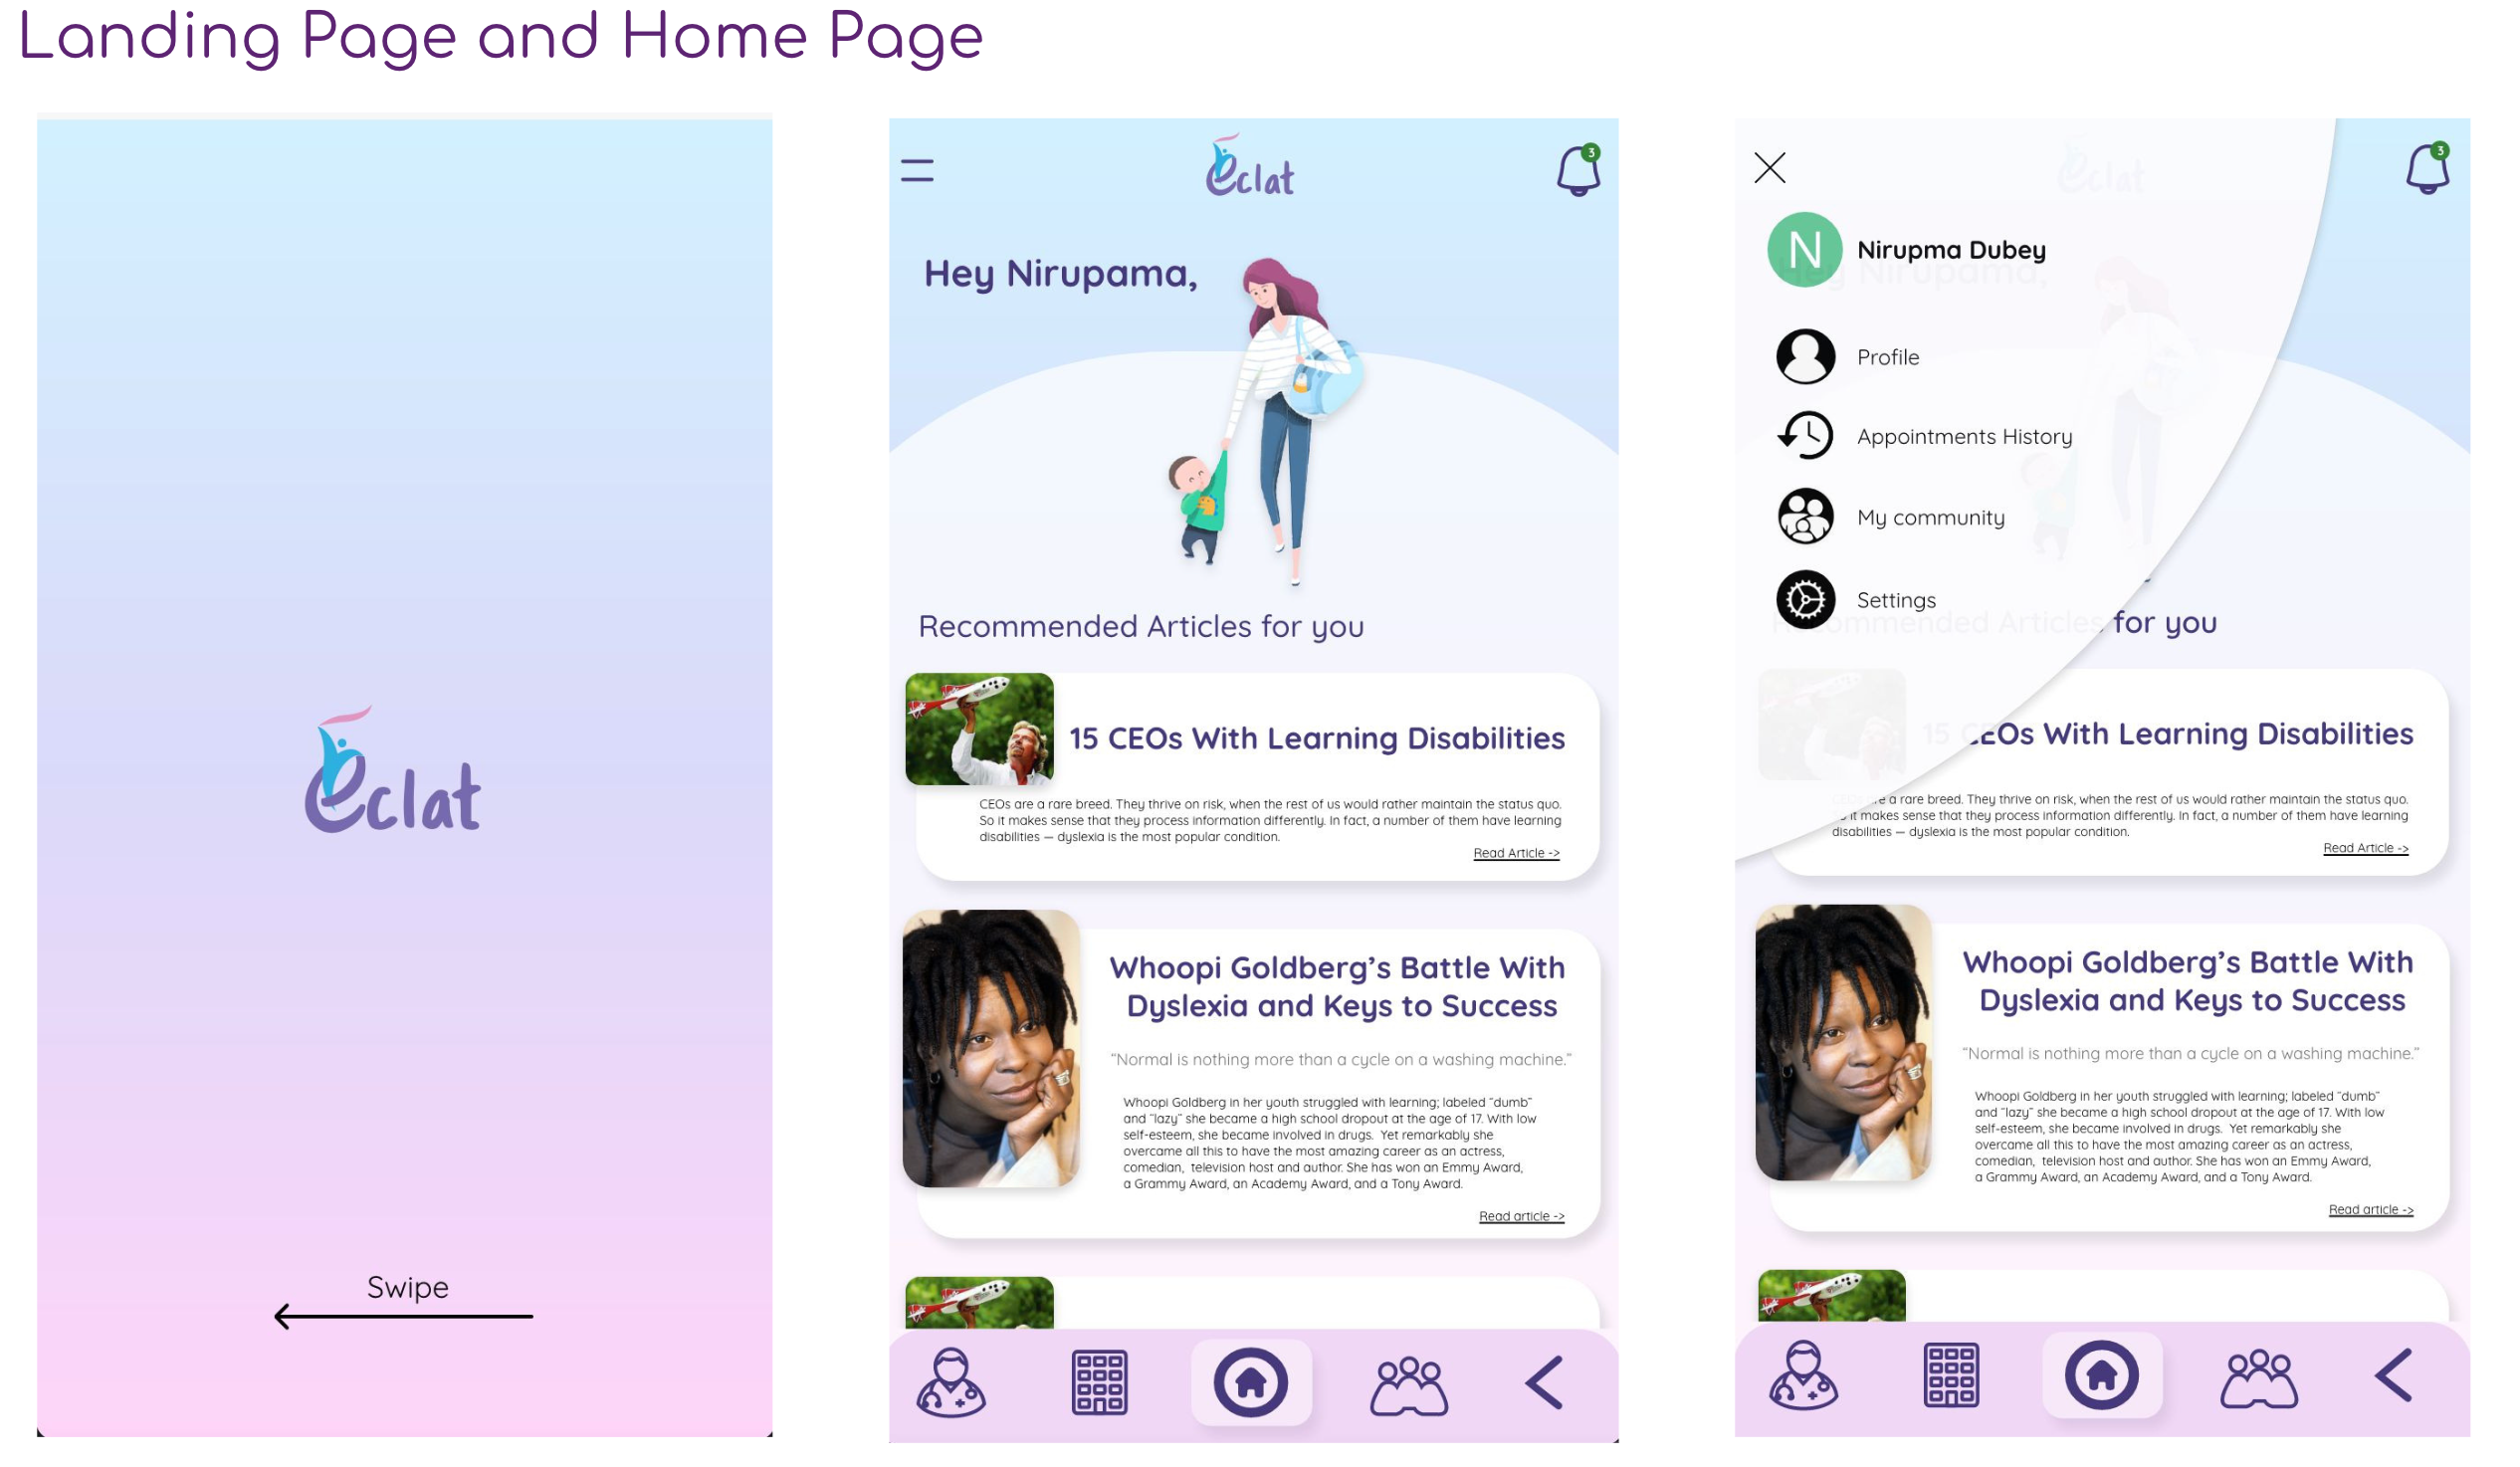 Landing Page and Home Page
eclat
Swipe
eclat
3
Hey Nirupama,
Recommended Articles for you
15 CEOs With Learning Disabilities
CEOs are a rare breed. They thrive on risk, when the rest of us would rather maintain the status quo.
So it makes sense that they process information differently. In fact, a number of them have learning
disabilities — dyslexia is the most popular condition.
Read Article ->
Whoopi Goldberg’s Battle With
Dyslexia and Keys to Success
“Normal is nothing more than a cycle on a washing machine.”
Whoopi Goldberg in her youth struggled with learning; labeled “dumb”
and “lazy” she became a high school dropout at the age of 17. With low
self-esteem, she became involved in drugs.  Yet remarkably she
overcame all this to have the most amazing career as an actress,
comedian,  television host and author. She has won an Emmy Award,
a Grammy Award, an Academy Award, and a Tony Award.
Read article ->
eclat
3
N
Nirupma Dubey
Hey Nirupama,
Profile
Appointments History
My community
Settings
Recommended Articles for you
15 CEOs With Learning Disabilities
CEOs are a rare breed. They thrive on risk, when the rest of us would rather maintain the status quo.
So it makes sense that they process information differently. In fact, a number of them have learning
disabilities — dyslexia is the most popular condition.
Read Article ->
Whoopi Goldberg’s Battle With
Dyslexia and Keys to Success
“Normal is nothing more than a cycle on a washing machine.”
Whoopi Goldberg in her youth struggled with learning; labeled “dumb”
and “lazy” she became a high school dropout at the age of 17. With low
self-esteem, she became involved in drugs.  Yet remarkably she
overcame all this to have the most amazing career as an actress,
comedian,  television host and author. She has won an Emmy Award,
a Grammy Award, an Academy Award, and a Tony Award.
Read article ->